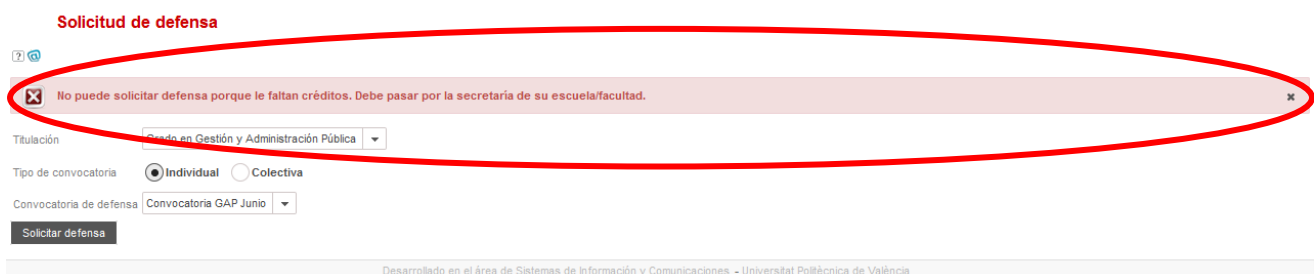 Solicitud de defensa
? @
No puede solicitar defensa porque le faltan créditos. Debe pasar por la secretaría de su escuela/facultad.
Titulación Grado en Gestión y Administración Pública
Tipo de convocatoria Individual Colectiva
Convocatoria de defensa Convocatoria GAP Junio
Solicitar defensa
Desarrollado en el área de Sistemas de Información y Comunicaciones - Universitat Politècnica de València